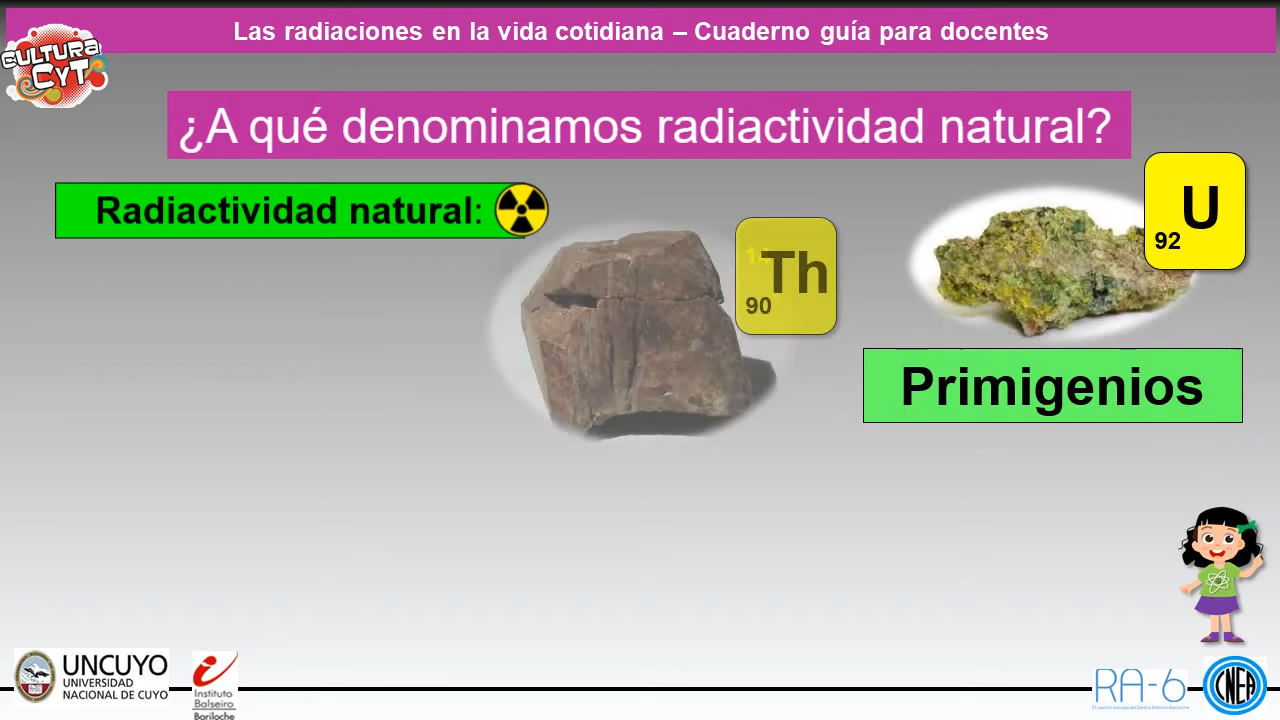 Las radiaciones en la vida cotidiana – Cuaderno guía para docentes
CULTURA
CYT
¿A qué denominamos radiactividad natural?
Radiactividad natural:
14
Th
90
U
92
Primigenios
UNCUYO
UNIVERSIDAD
NACIONAL DE CUYO
Instituto
Balseiro
Bariloche
RA-6
CNEA